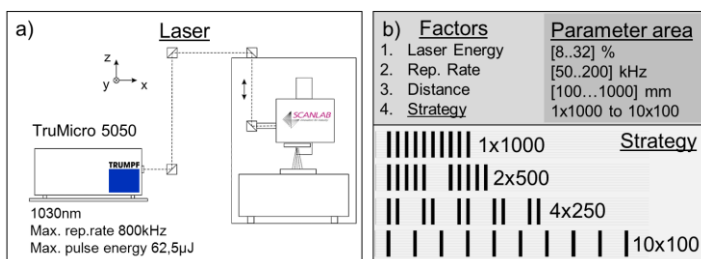 a)
Laser
z
y
x
SCANLAB
TruMicro 5050
TRUMPF
1030nm
Max. rep.rate 800kHz
Max. pulse energy 62,5µJ
b)
Factors
Parameter area
1. Laser Energy [8..32] %
2. Rep. Rate [50..200] kHz
3. Distance [100…1000] mm
4. Strategy 1x1000 to 10x100
Strategy
1x1000
2x500
4x250
10x100